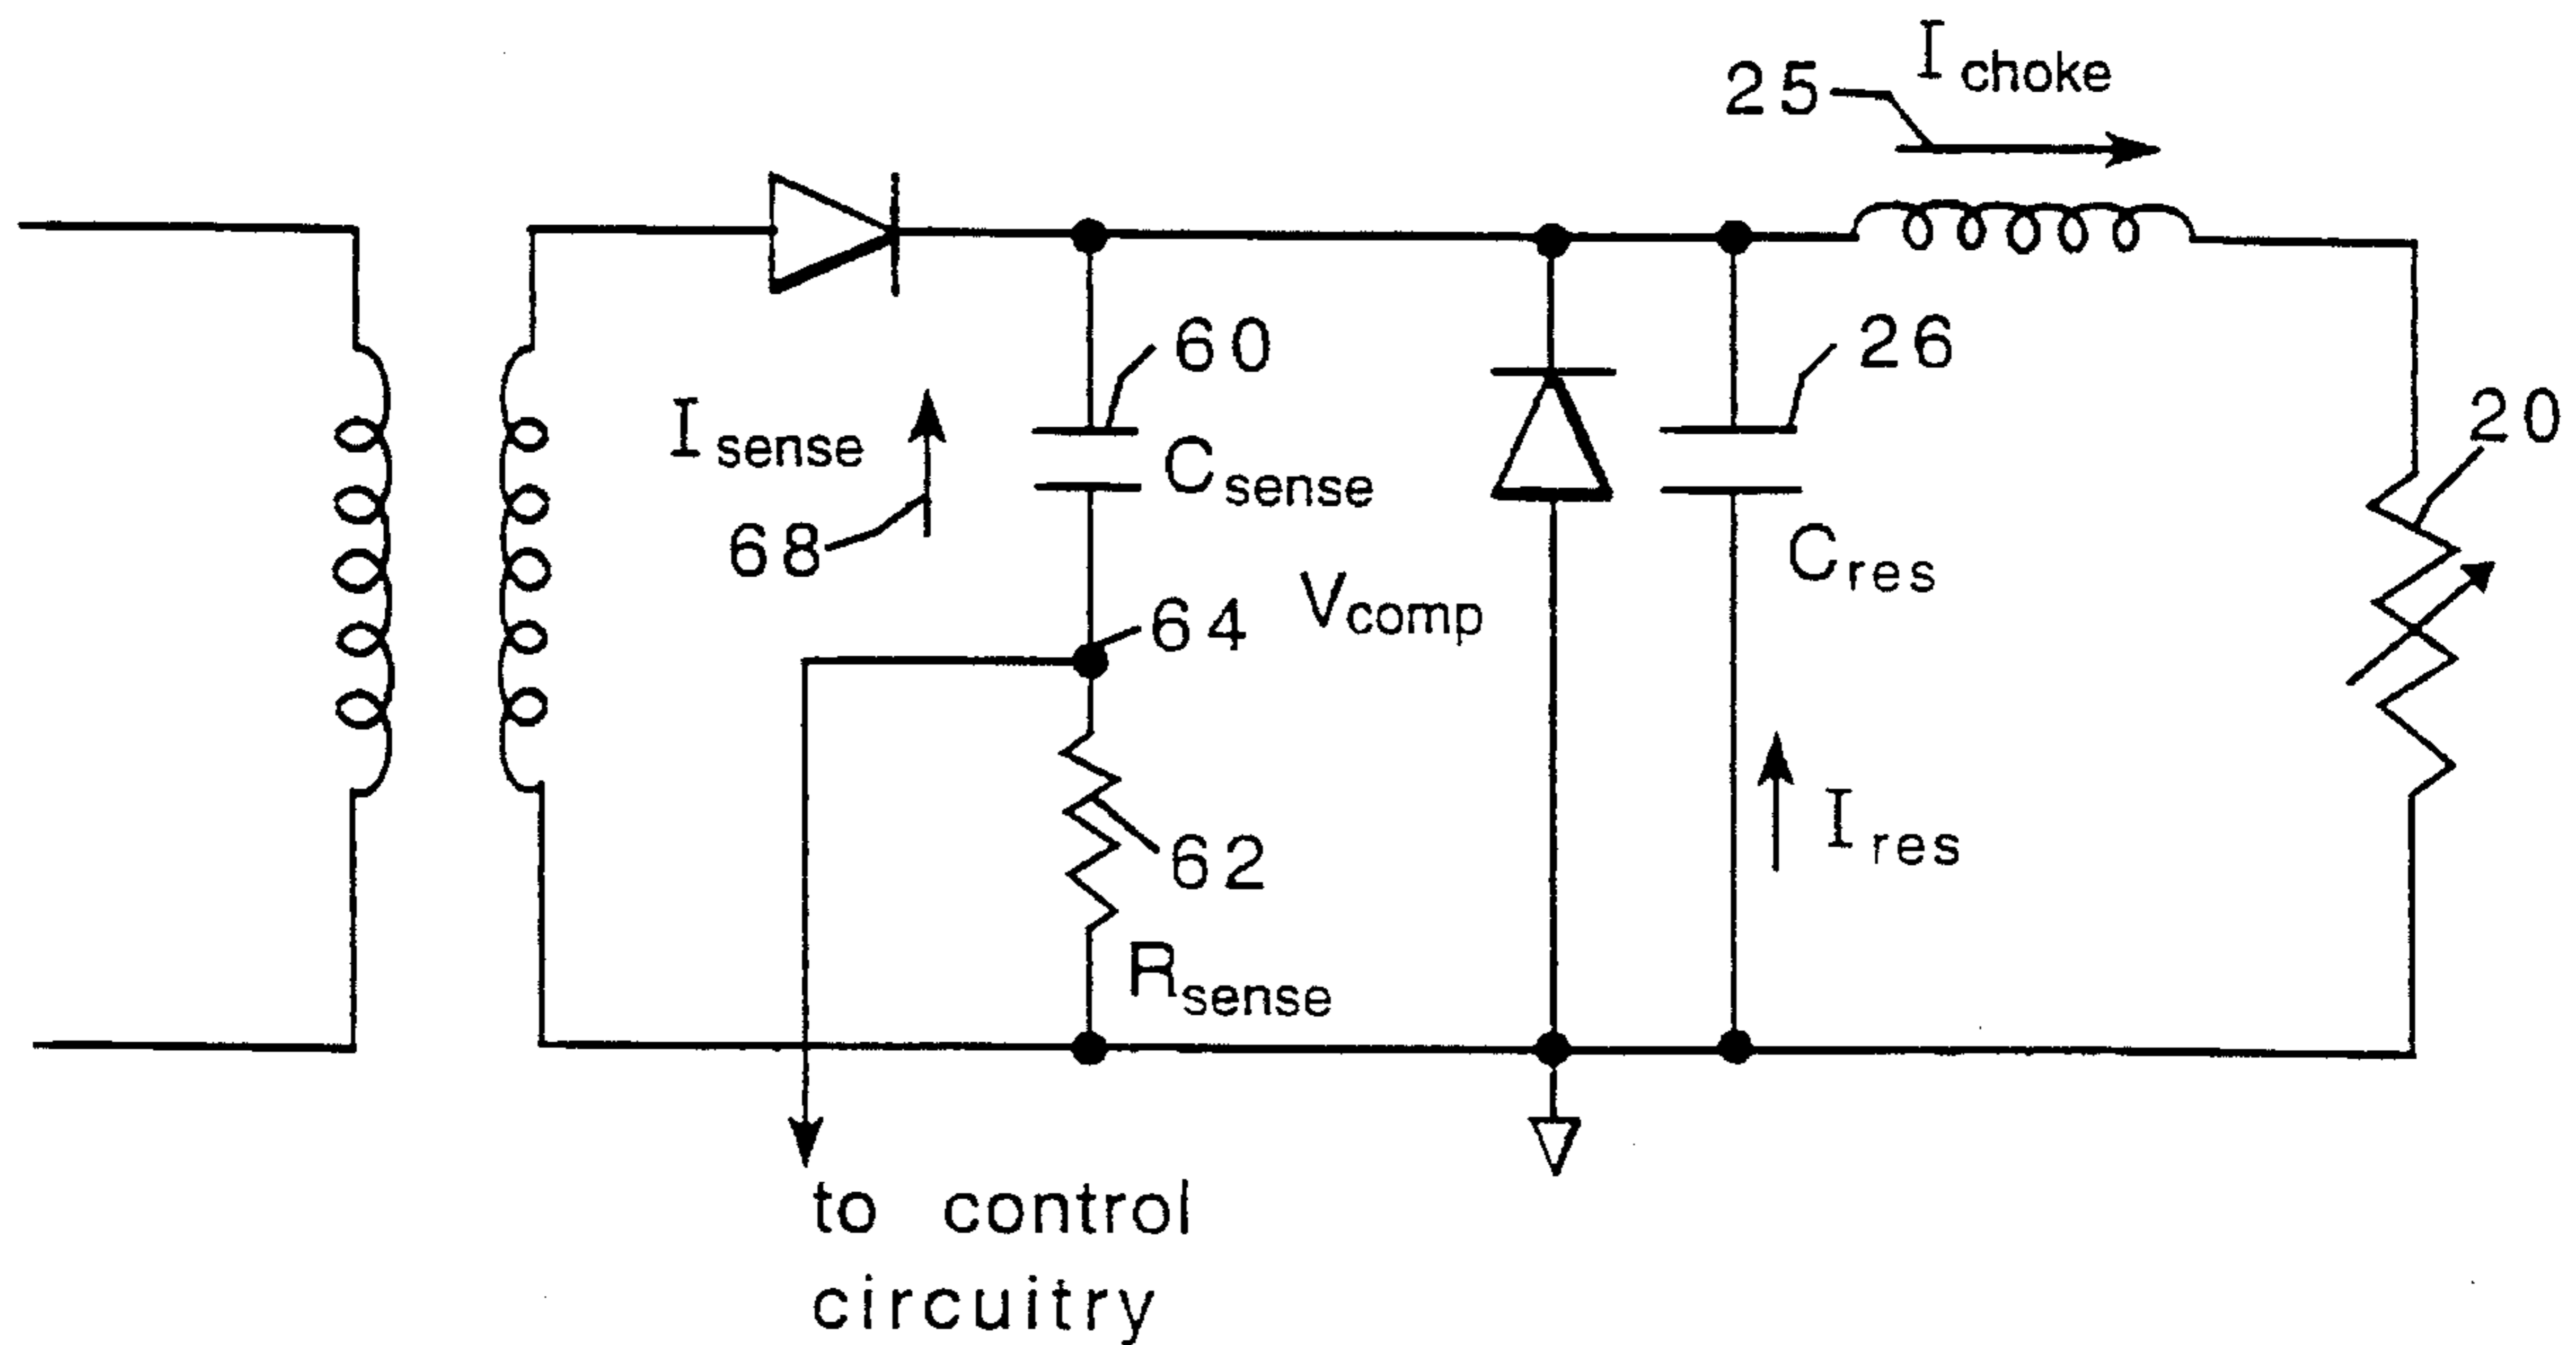 25
I choke
60
26
20
I sense
C sense
68
C res
V comp
64
62
I res
R sense
to control
circuitry